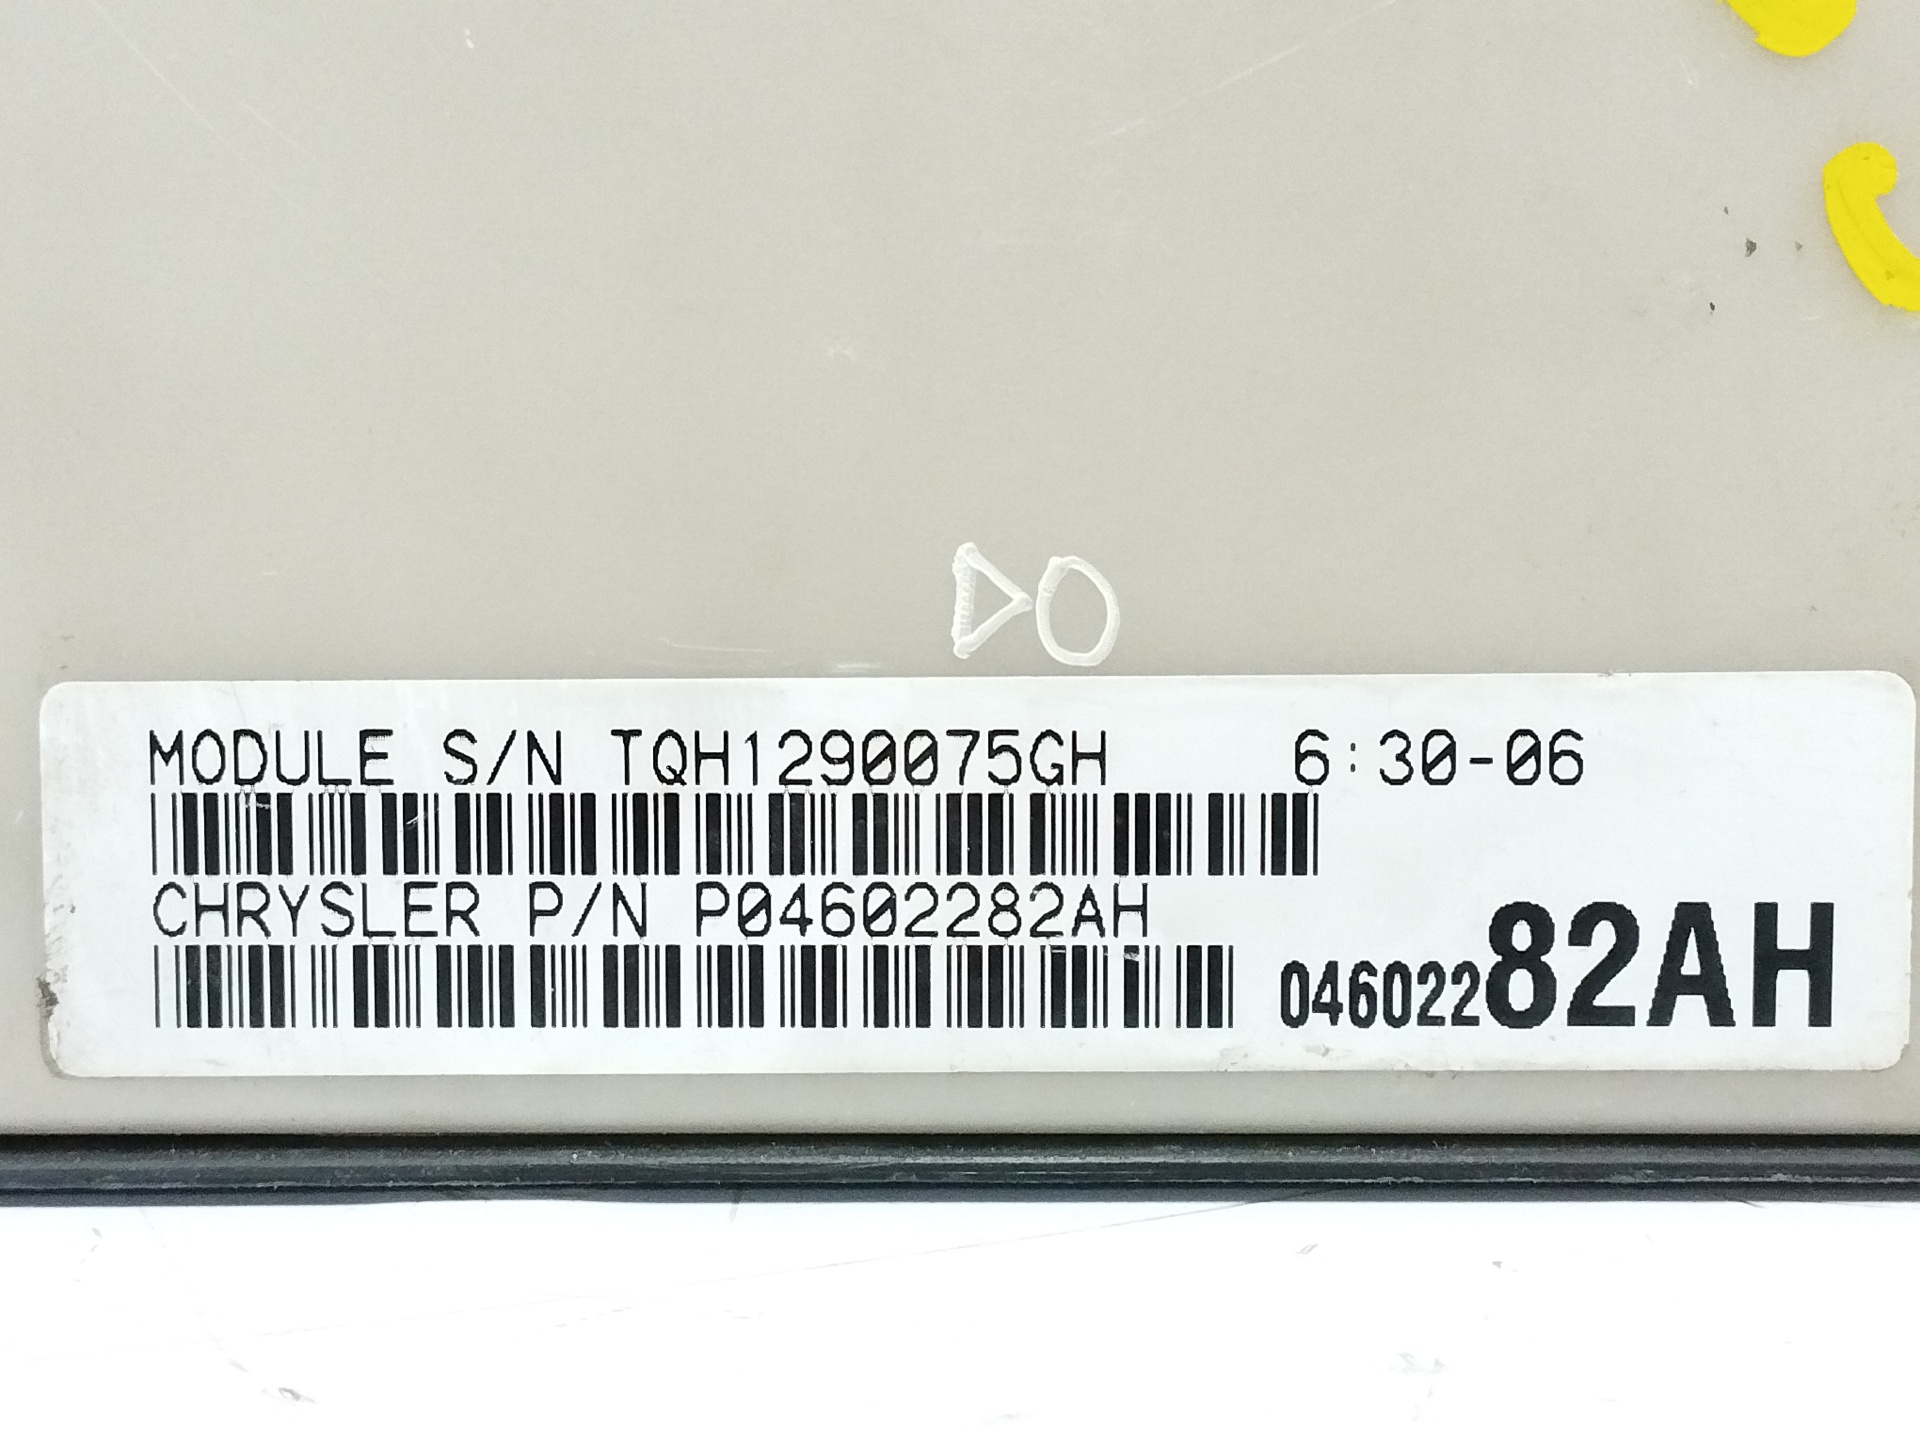 DO
MODULE S/N TQH1290075GH 6:30-06
CHRYSLER P/N P04602282AH
04602282AH